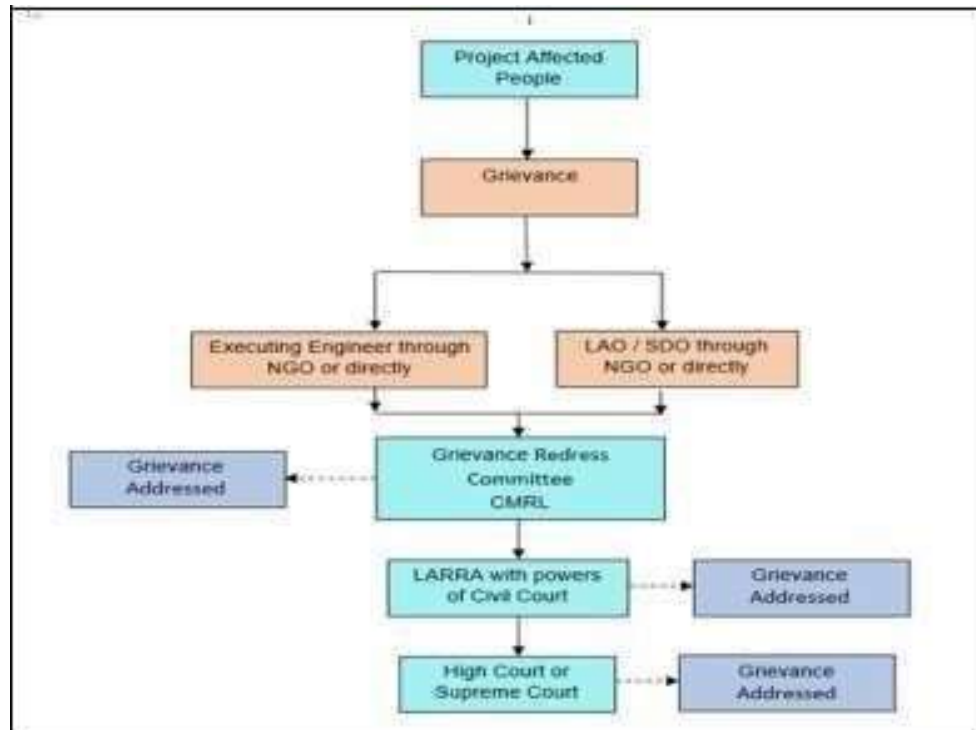 Project Affected
People
Grievance
Executing Engineer through
NGO or directly
LAO / SDO through
NGO or directly
Grievance Redress
Committee
CMRL
Grievance
Addressed
LARRA with powers
of Civil Court
Grievance
Addressed
High Court or
Supreme Court
Grievance
Addressed